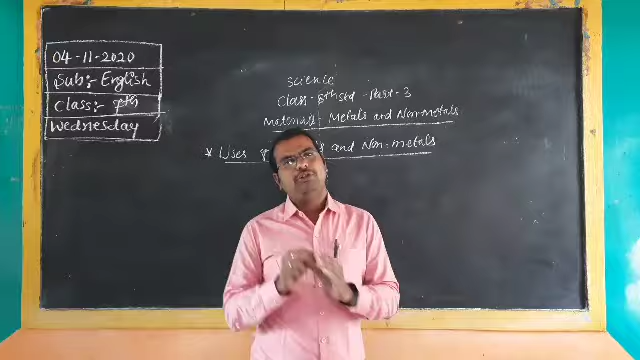 04-11-2020
Sub:- English
Class:- 8th
Wednesday
Science
Class - 8th Std - Part - 3
Materials - Metals and Non-Metals
* Uses and Non-metals